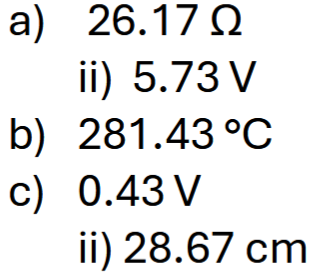 a) 26.17 Ω
ii) 5.73 V
b) 281.43 °C
c) 0.43 V
ii) 28.67 cm